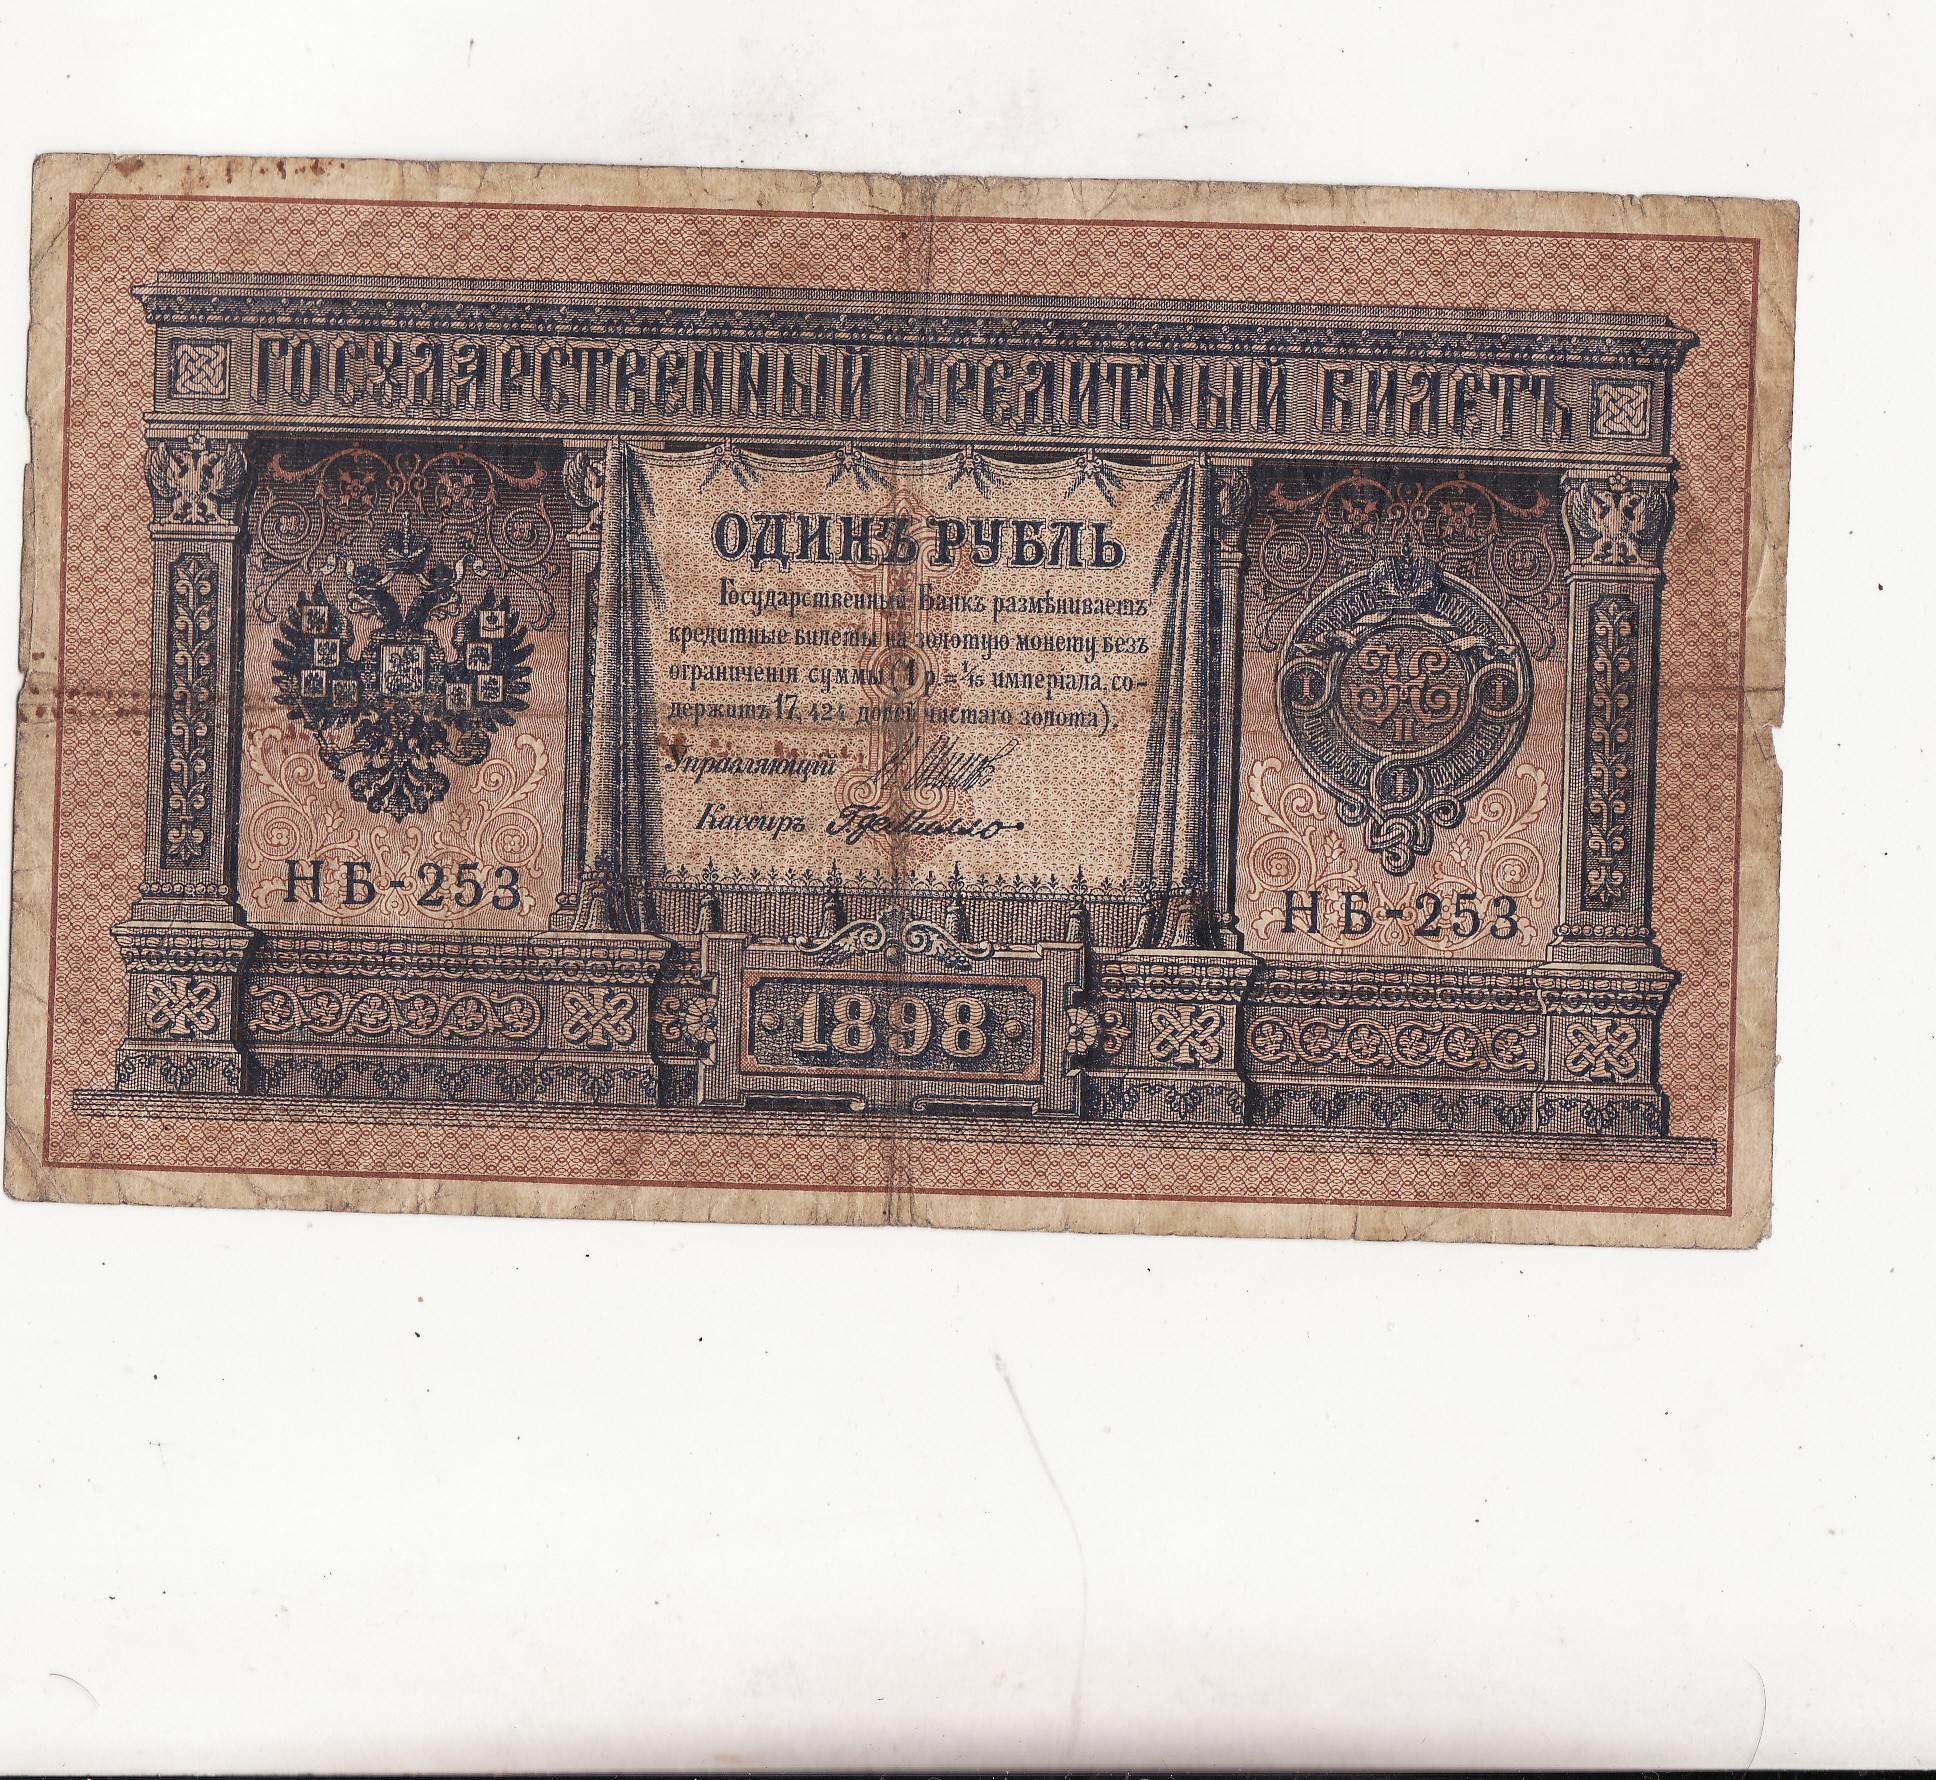 ГОСУДАРСТВЕННЫЙ КРЕДИТНЫЙ БИЛЕТЪ
ОДИНЪ РУБЛЬ
Государственный Банкъ размѣниваетъ
кредитные билеты на золотую монету безъ
ограниченія суммы (1 р. = 1/15 имперіала, со-
держитъ 17, 424 долей чистаго золота).
Управляющій
Кассиръ
НБ-253
НБ-253
1898